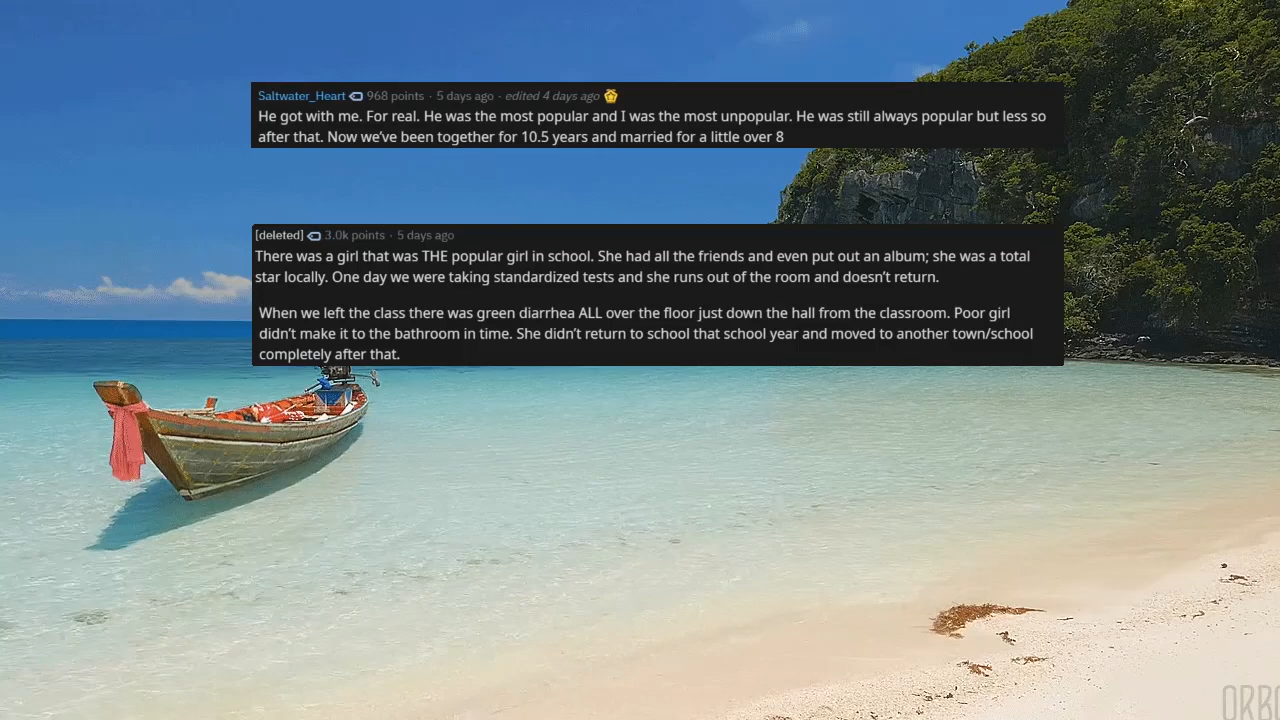 Saltwater_Heart 968 points · 5 days ago · edited 4 days ago
He got with me. For real. He was the most popular and I was the most unpopular. He was still always popular but less so
after that. Now we’ve been together for 10.5 years and married for a little over 8
[deleted] 3.0k points · 5 days ago
There was a girl that was THE popular girl in school. She had all the friends and even put out an album; she was a total
star locally. One day we were taking standardized tests and she runs out of the room and doesn’t return.
When we left the class there was green diarrhea ALL over the floor just down the hall from the classroom. Poor girl
didn’t make it to the bathroom in time. She didn’t return to school that school year and moved to another town/school
completely after that.